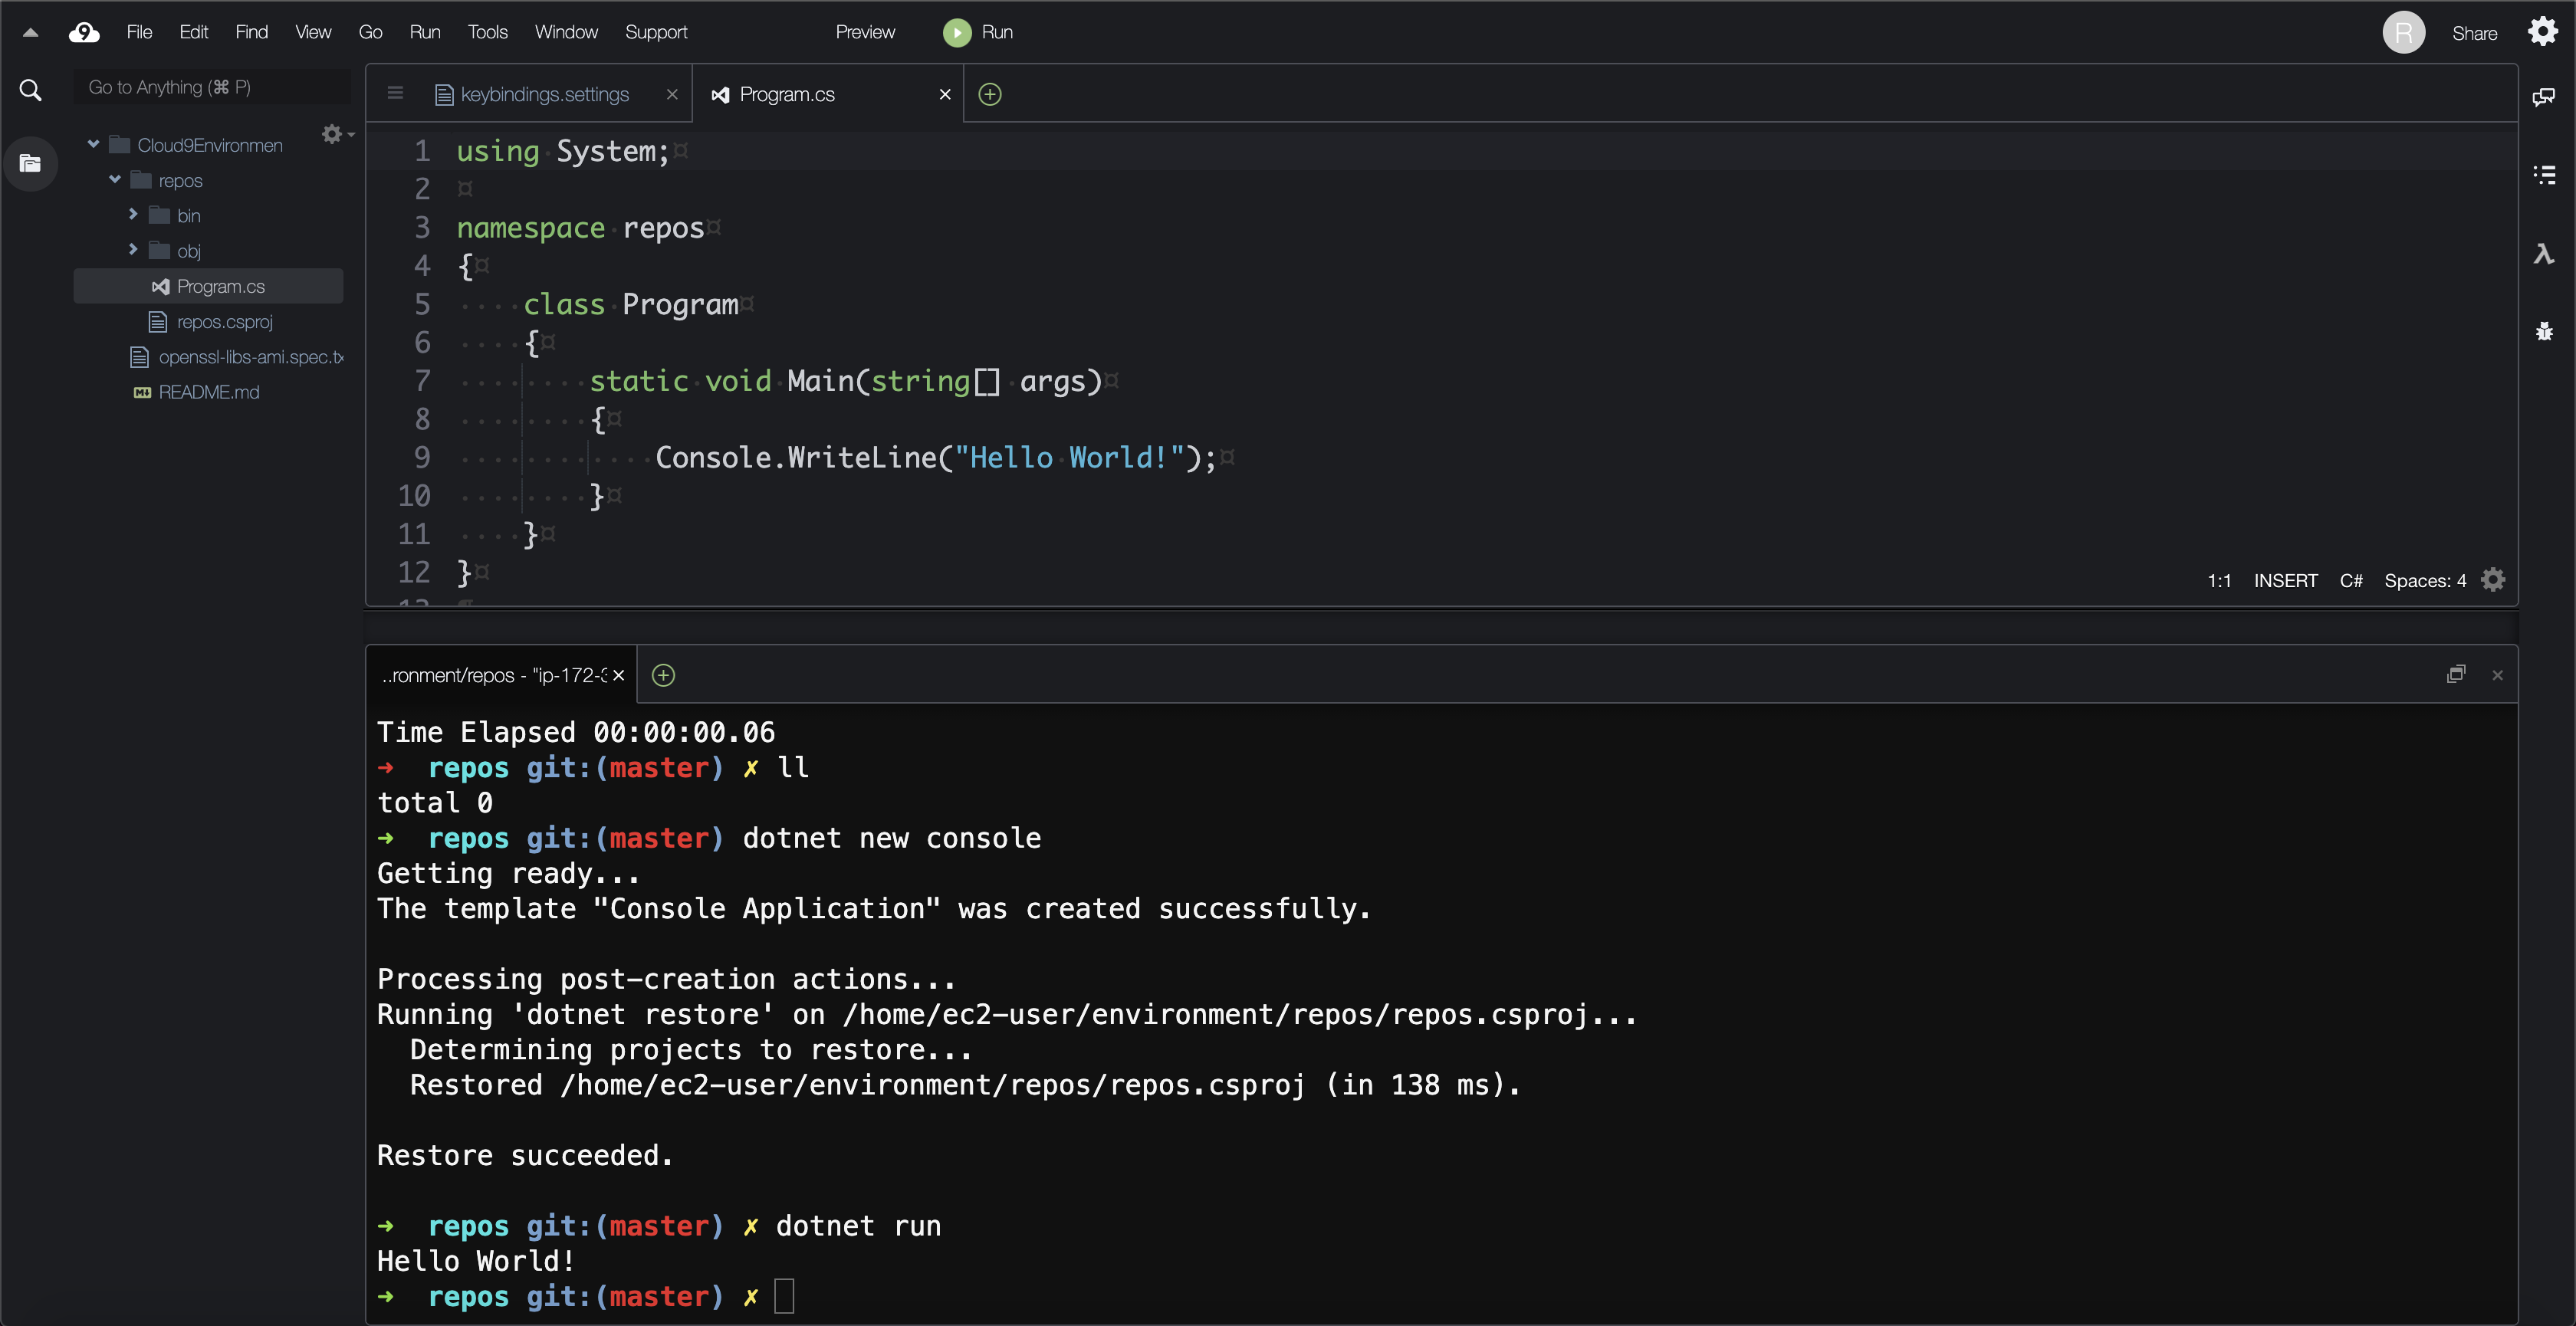 File Edit Find View Go Run Tools Window Support Preview Run R Share
Go to Anything (⌘ P)
Cloud9Environmen
repos
bin
obj
Program.cs
repos.csproj
openssl-libs-ami.spec.tx
README.md
keybindings.settings Program.cs
1 using System;
2
3 namespace repos
4 {
5 class Program
6 {
7 static void Main(string[] args)
8 {
9 Console.WriteLine("Hello World!");
10 }
11 }
12 }
13
1:1 INSERT C# Spaces: 4
..ronment/repos - "ip-172-3
Time Elapsed 00:00:00.06
➜ repos git:(master) ✗ ll
total 0
➜ repos git:(master) dotnet new console
Getting ready...
The template "Console Application" was created successfully.
Processing post-creation actions...
Running 'dotnet restore' on /home/ec2-user/environment/repos/repos.csproj...
Determining projects to restore...
Restored /home/ec2-user/environment/repos/repos.csproj (in 138 ms).
Restore succeeded.
➜ repos git:(master) ✗ dotnet run
Hello World!
➜ repos git:(master) ✗